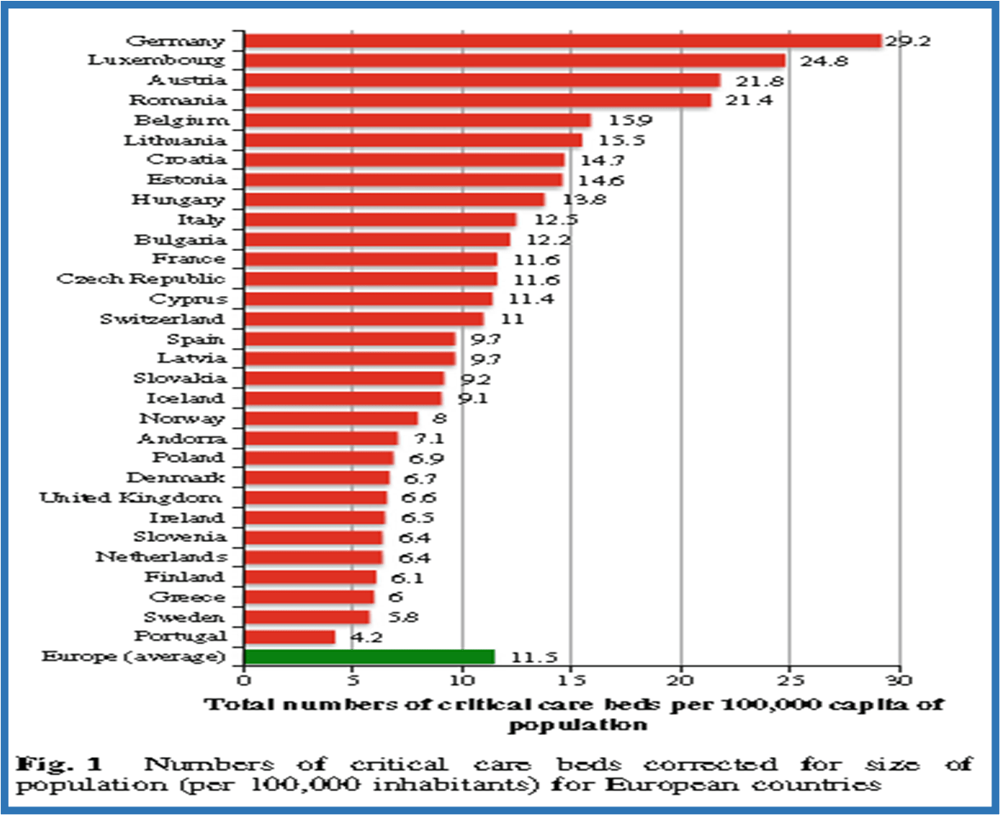 Germany 29.2
Luxembourg 24.8
Austria 21.8
Romania 21.4
Belgium 15.9
Lithuania 15.5
Croatia 14.7
Estonia 14.6
Hungary 13.8
Italy 12.5
Bulgaria 12.2
France 11.6
Czech Republic 11.6
Cyprus 11.4
Switzerland 11
Spain 9.7
Latvia 9.7
Slovakia 9.2
Iceland 9.1
Norway 8
Andorra 7.1
Poland 6.9
Denmark 6.7
United Kingdom 6.6
Ireland 6.5
Slovenia 6.4
Netherlands 6.4
Finland 6.1
Greece 6
Sweden 5.8
Portugal 4.2
Europe (average) 11.5
0 5 10 15 20 25 30
Total numbers of critical care beds per 100,000 capita of
population
Fig. 1 Numbers of critical care beds corrected for size of
population (per 100,000 inhabitants) for European countries